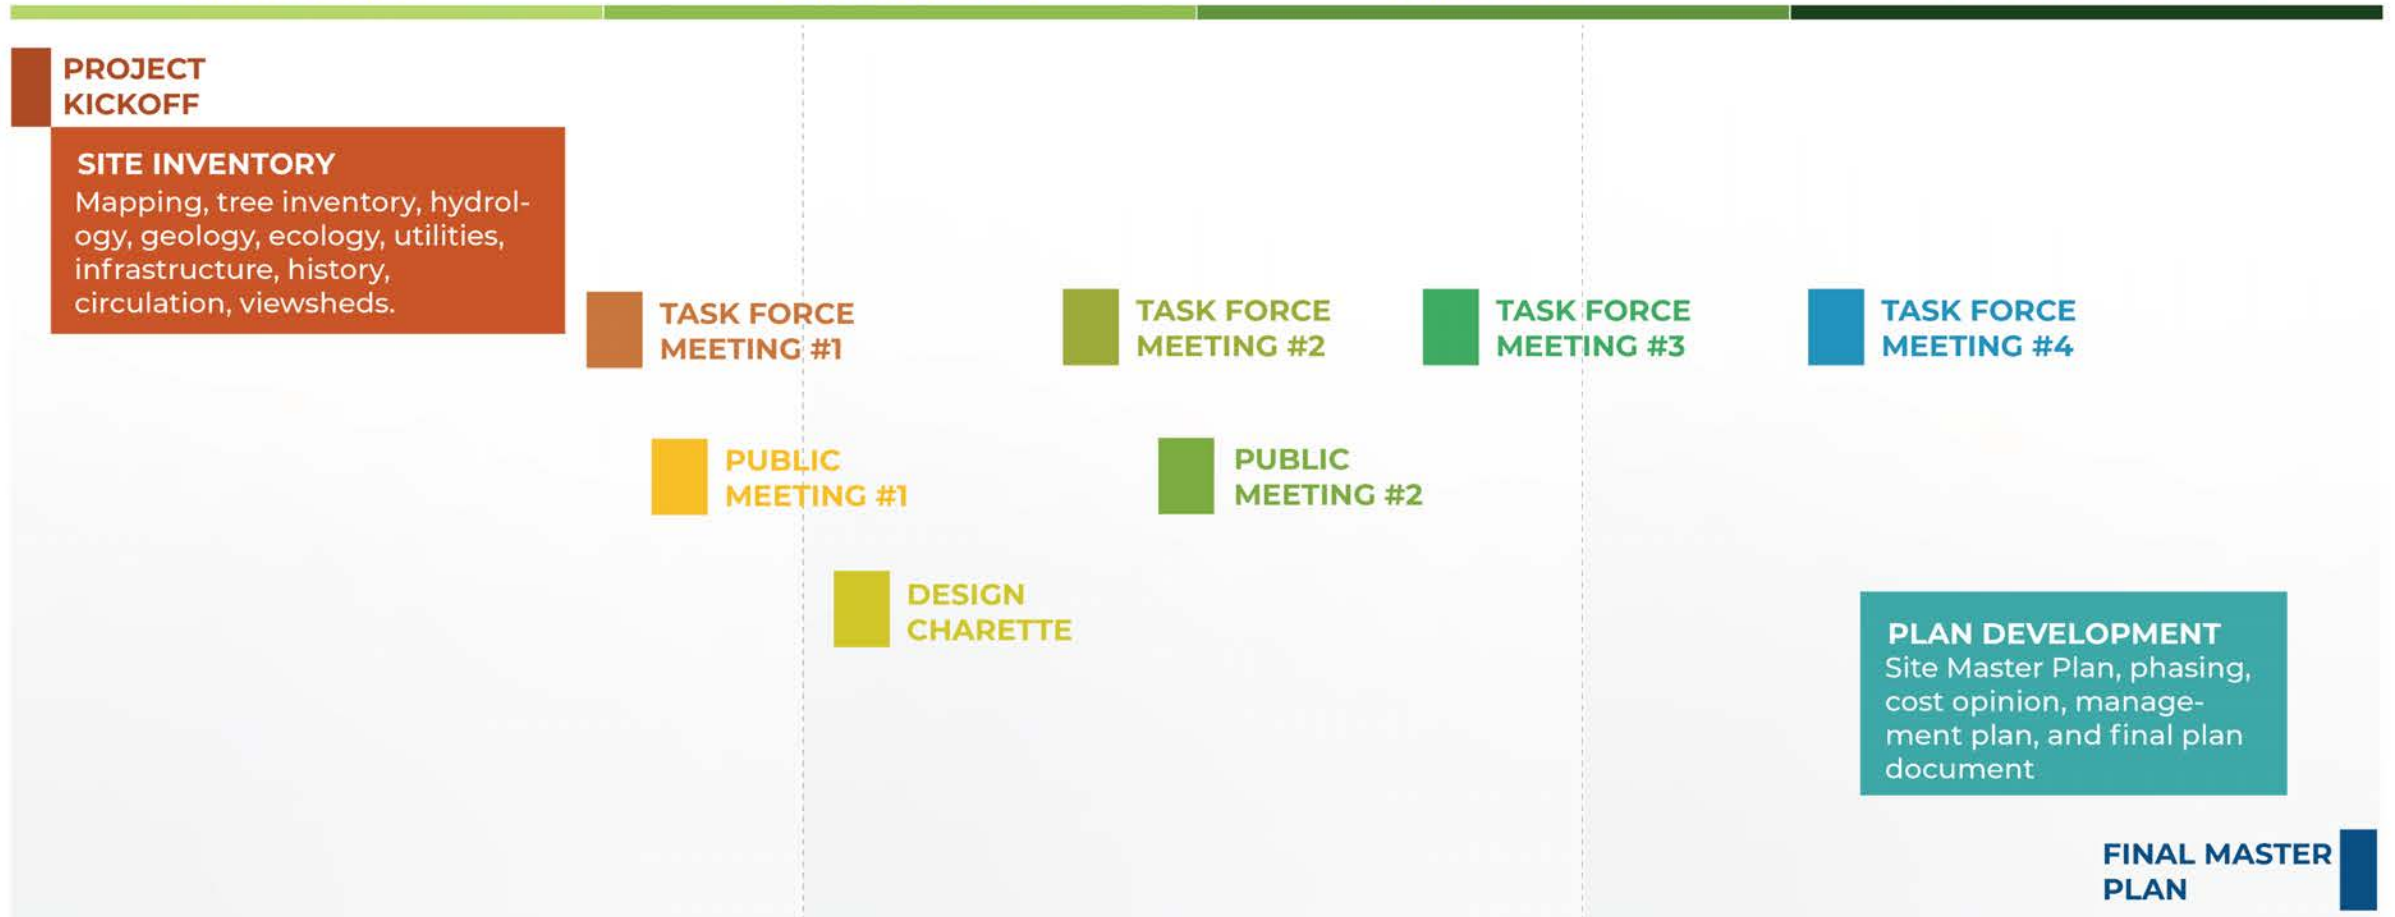 PROJECT
KICKOFF
SITE INVENTORY
Mapping, tree inventory, hydrol-
ogy, geology, ecology, utilities,
infrastructure, history,
circulation, viewsheds.
TASK FORCE
MEETING #1
TASK FORCE
MEETING #2
TASK FORCE
MEETING #3
TASK FORCE
MEETING #4
PUBLIC
MEETING #1
PUBLIC
MEETING #2
DESIGN
CHARETTE
PLAN DEVELOPMENT
Site Master Plan, phasing,
cost opinion, manage-
ment plan, and final plan
document
FINAL MASTER
PLAN